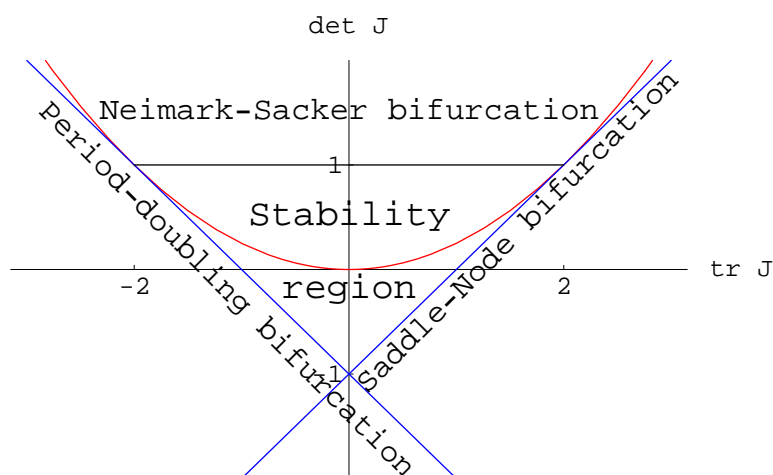 det J
Neimark-Sacker bifurcation
Period-doubling bifurcation
Saddle-Node bifurcation
1
Stability
region
-2
2
tr J
-1